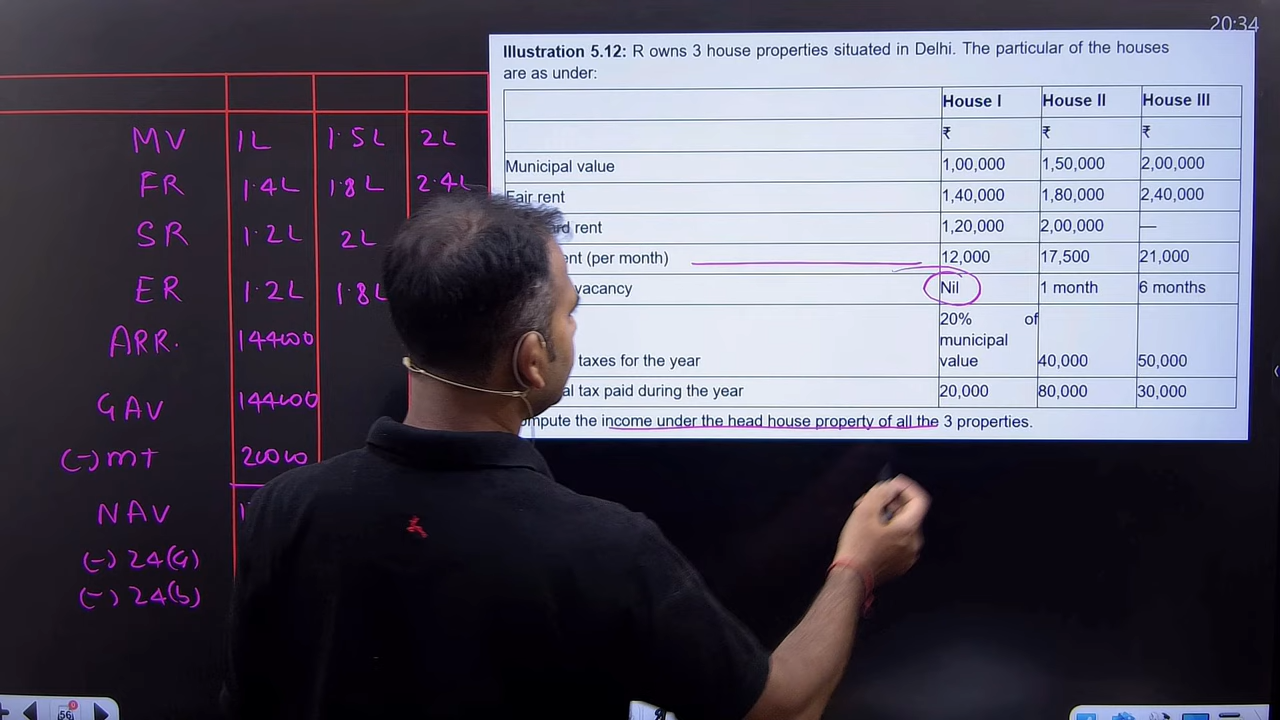 20:34
Illustration 5.12: R owns 3 house properties situated in Delhi. The particular of the houses
are as under:
House I House II House III
₹ ₹ ₹
Municipal value 1,00,000 1,50,000 2,00,000
Fair rent 1,40,000 1,80,000 2,40,000
rent 1,20,000 2,00,000 —
(per month) 12,000 17,500 21,000
vacancy Nil 1 month 6 months
taxes for the year 20% of municipal value 40,000 50,000
tax paid during the year 20,000 80,000 30,000
the income under the head house property of all the 3 properties.
MV 1L 1.5L 2L
FR 1.4L 1.8L 2.4L
SR 1.2L 2L
ER 1.2L 1.8L
ARR. 144000
GAV 144000
(-) MT 20000
NAV
(-) 24(a)
(-) 24(b)
56